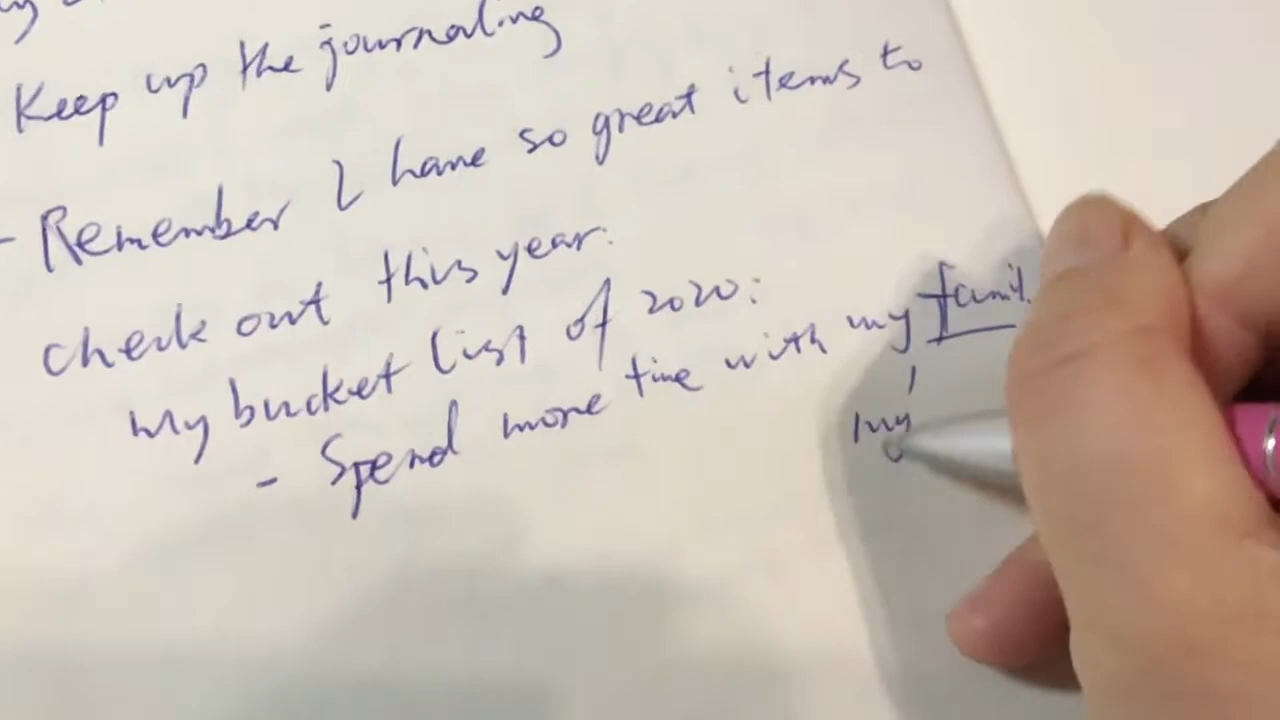 Keep up the journaling
- Remember I have so great items to
check out this year.
my bucket list of 2020:
- Spend more time with my famil
my